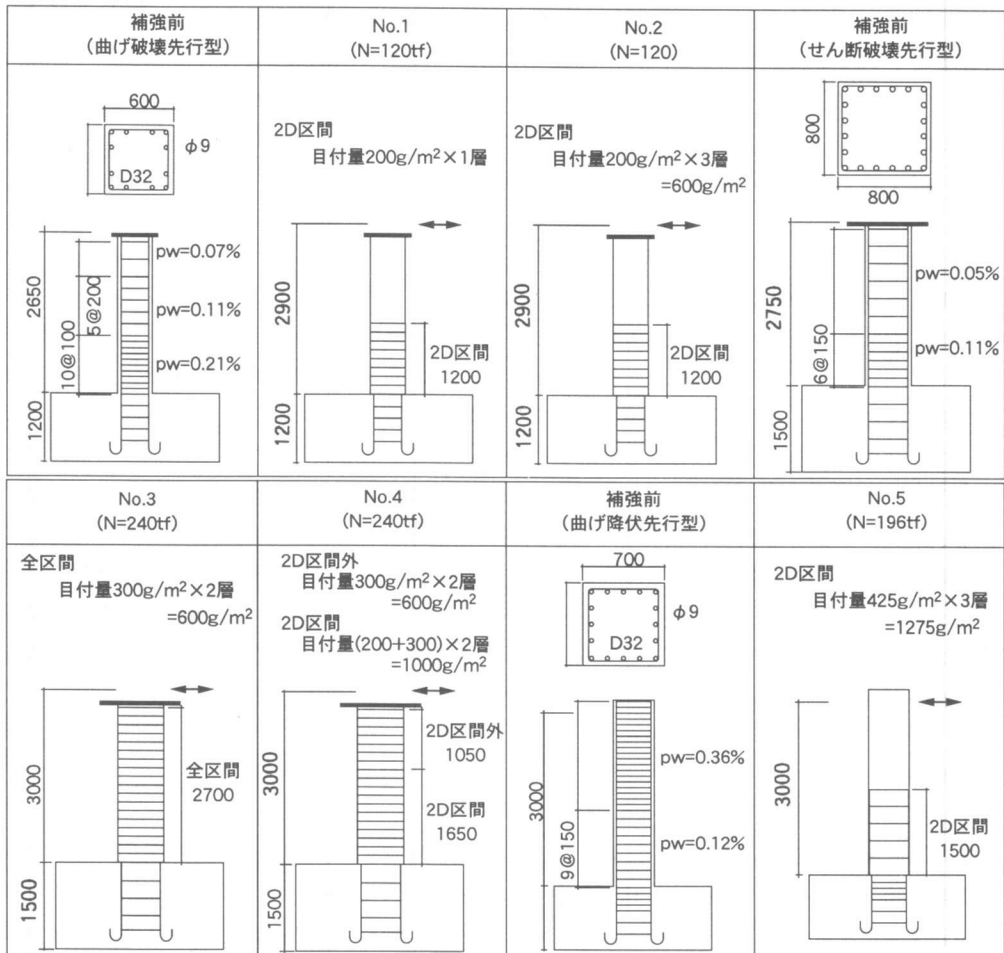 補強前
(曲げ破壊先行型)
600
φ9
D32
pw=0.07%
pw=0.11%
pw=0.21%
2650
5@200
10@100
1200
No.1
(N=120tf)
2D区間
目付量200g/m²×1層
2900
2D区間
1200
1200
No.2
(N=120)
2D区間
目付量200g/m²×3層
=600g/m²
2900
2D区間
1200
1200
補強前
(せん断破壊先行型)
800
800
2750
pw=0.05%
6@150
pw=0.11%
1500
No.3
(N=240tf)
全区間
目付量300g/m²×2層
=600g/m²
3000
全区間
2700
1500
No.4
(N=240tf)
2D区間外
目付量300g/m²×2層
=600g/m²
2D区間
目付量(200+300)×2層
=1000g/m²
3000
2D区間外
1050
2D区間
1650
1500
補強前
(曲げ降伏先行型)
700
φ9
D32
3000
pw=0.36%
9@150
pw=0.12%
No.5
(N=196tf)
2D区間
目付量425g/m²×3層
=1275g/m²
3000
2D区間
1500